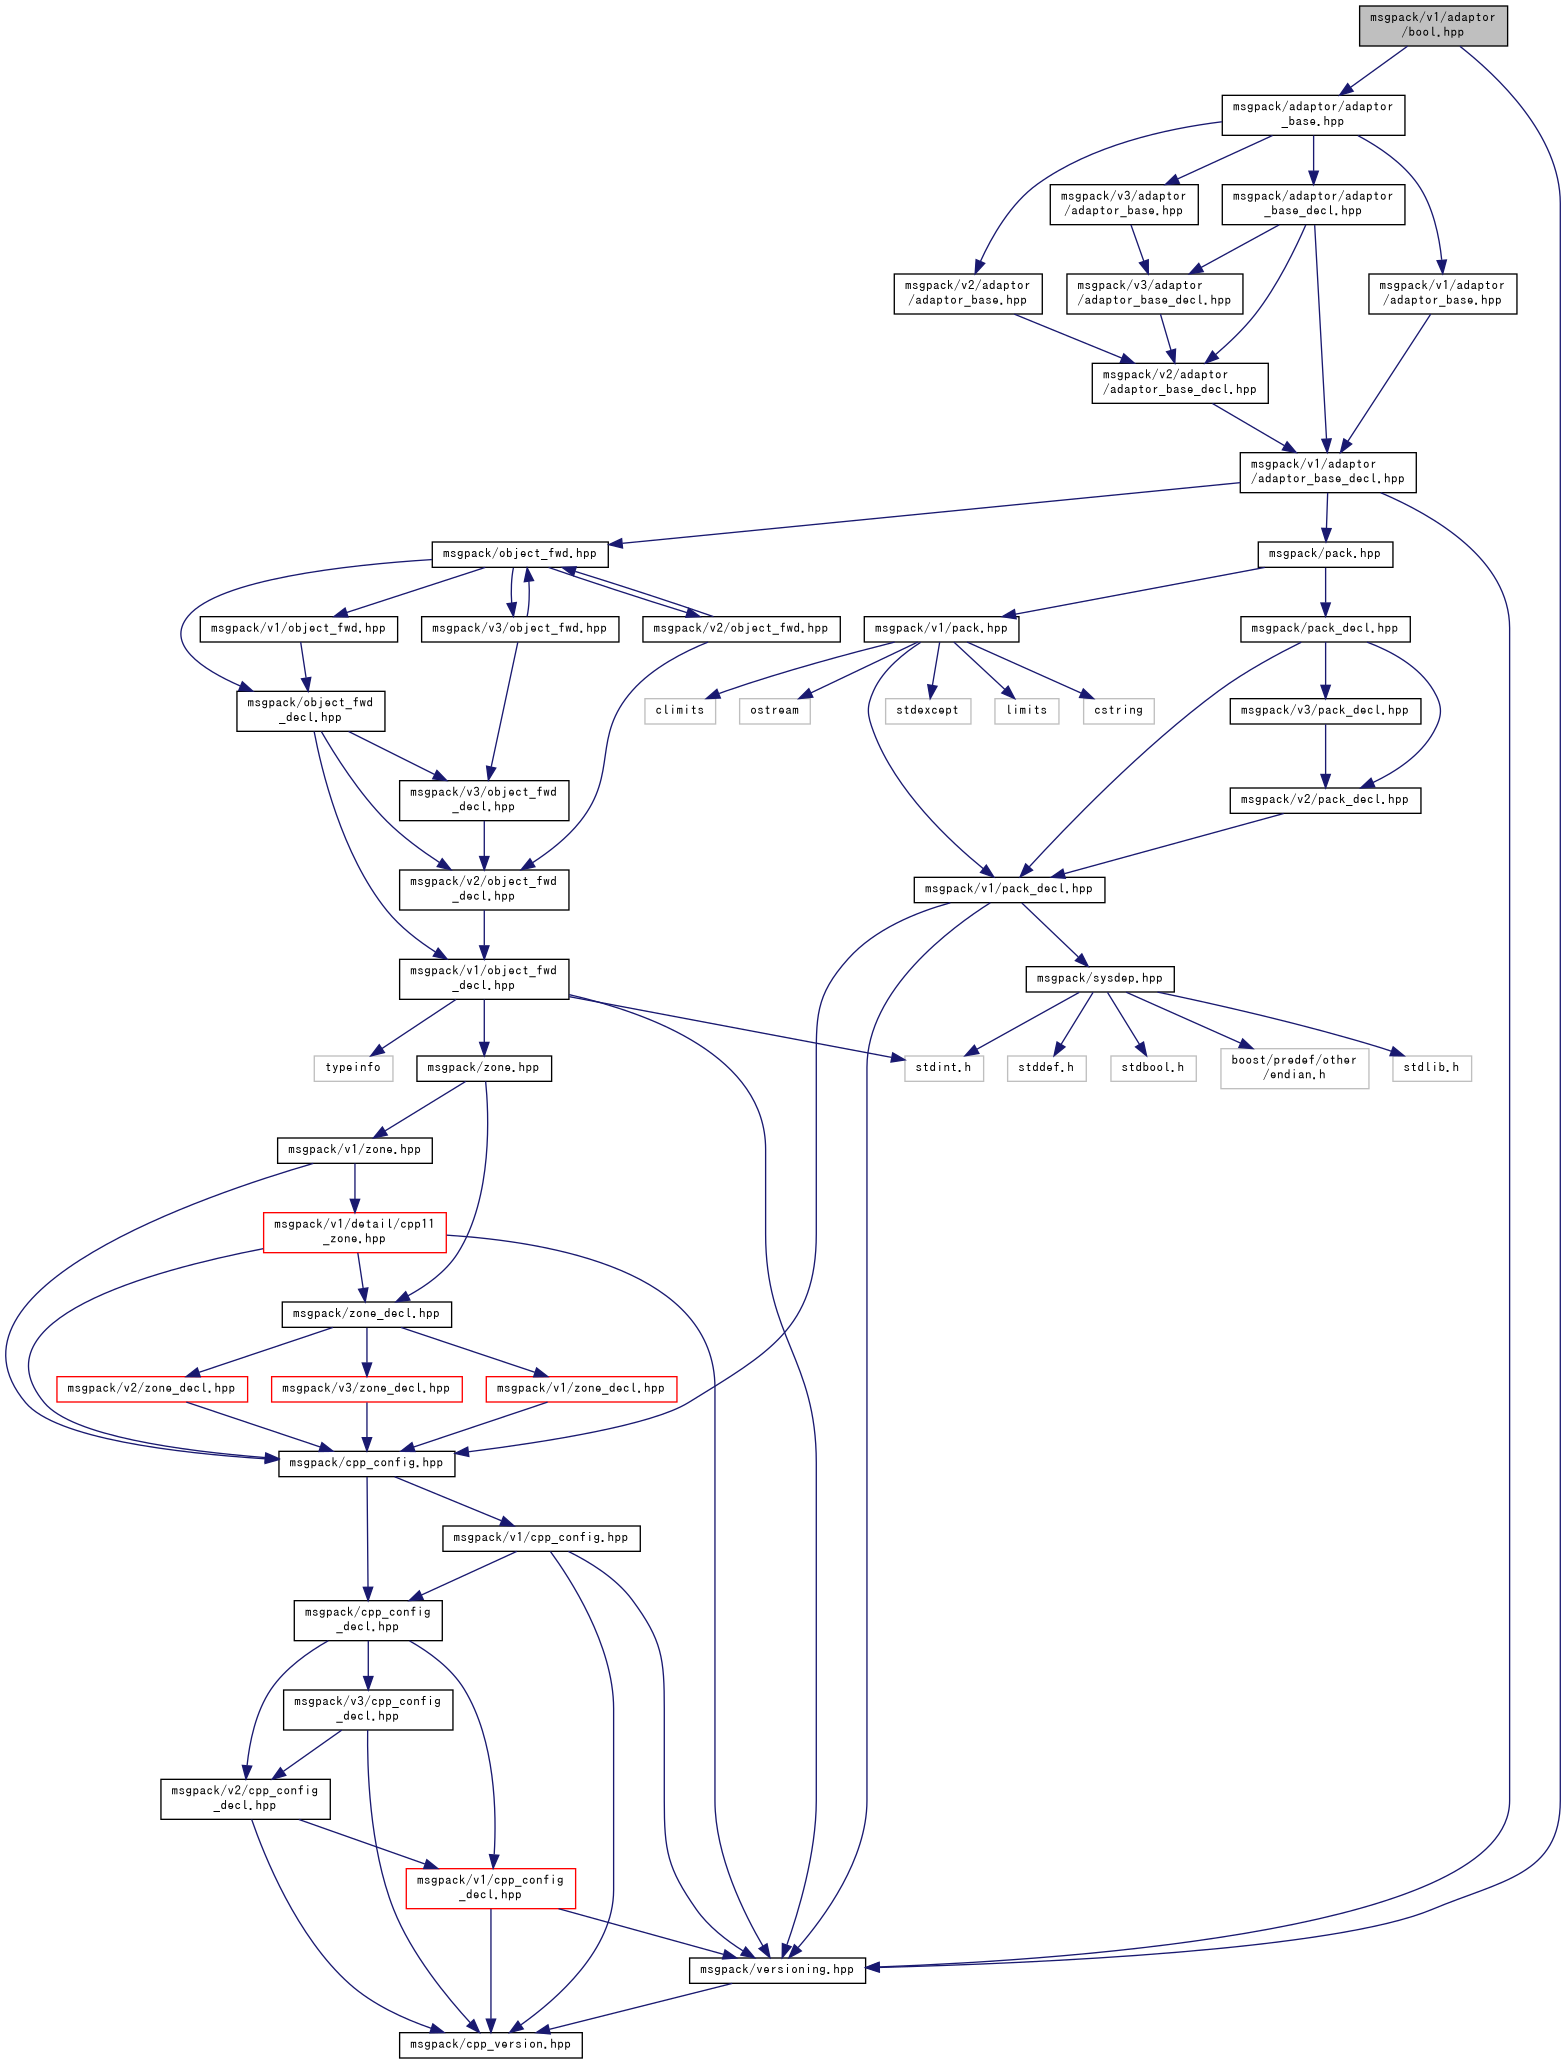 msgpack/v1/adaptor
/bool.hpp
msgpack/adaptor/adaptor
_base.hpp
msgpack/v3/adaptor
/adaptor_base.hpp
msgpack/adaptor/adaptor
_base_decl.hpp
msgpack/v2/adaptor
/adaptor_base.hpp
msgpack/v3/adaptor
/adaptor_base_decl.hpp
msgpack/v1/adaptor
/adaptor_base.hpp
msgpack/v2/adaptor
/adaptor_base_decl.hpp
msgpack/v1/adaptor
/adaptor_base_decl.hpp
msgpack/object_fwd.hpp
msgpack/pack.hpp
msgpack/v1/object_fwd.hpp
msgpack/v3/object_fwd.hpp
msgpack/v2/object_fwd.hpp
msgpack/v1/pack.hpp
msgpack/pack_decl.hpp
msgpack/object_fwd
_decl.hpp
climits
ostream
stdexcept
limits
cstring
msgpack/v3/pack_decl.hpp
msgpack/v3/object_fwd
_decl.hpp
msgpack/v2/pack_decl.hpp
msgpack/v2/object_fwd
_decl.hpp
msgpack/v1/pack_decl.hpp
msgpack/v1/object_fwd
_decl.hpp
msgpack/sysdep.hpp
typeinfo
msgpack/zone.hpp
stdint.h
stddef.h
stdbool.h
boost/predef/other
/endian.h
stdlib.h
msgpack/v1/zone.hpp
msgpack/v1/detail/cpp11
_zone.hpp
msgpack/zone_decl.hpp
msgpack/v2/zone_decl.hpp
msgpack/v3/zone_decl.hpp
msgpack/v1/zone_decl.hpp
msgpack/cpp_config.hpp
msgpack/v1/cpp_config.hpp
msgpack/cpp_config
_decl.hpp
msgpack/v3/cpp_config
_decl.hpp
msgpack/v2/cpp_config
_decl.hpp
msgpack/v1/cpp_config
_decl.hpp
msgpack/versioning.hpp
msgpack/cpp_version.hpp